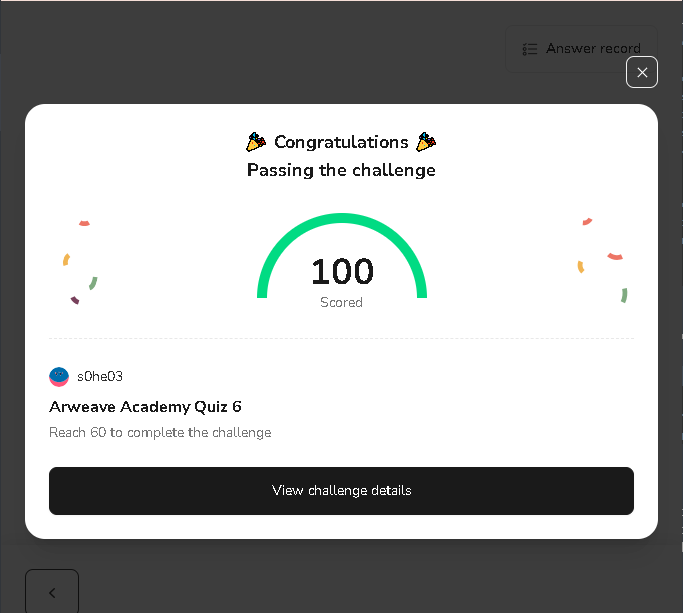 Answer record
Congratulations
Passing the challenge
100
Scored
s0he03
Arweave Academy Quiz 6
Reach 60 to complete the challenge
View challenge details